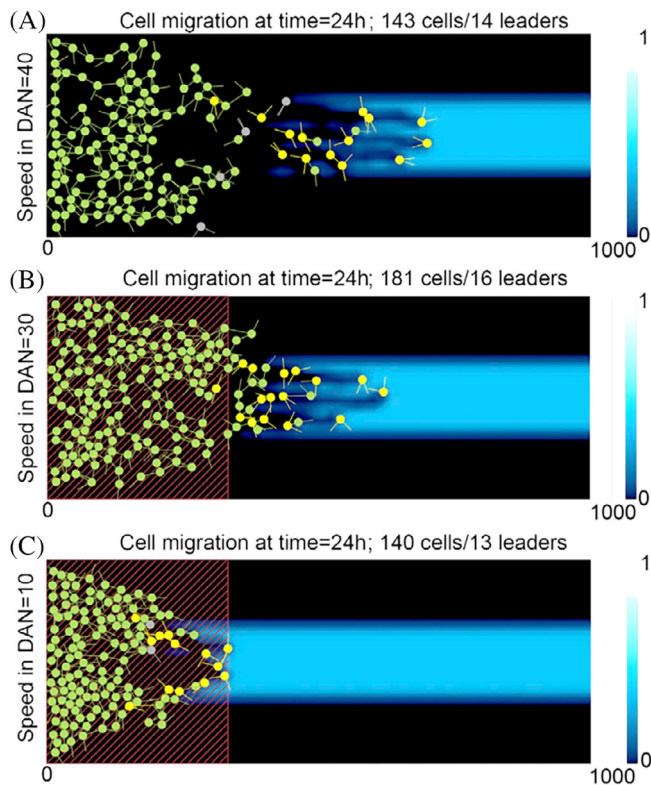 (A)
Cell migration at time=24h; 143 cells/14 leaders
Speed in DAN=40
0
1000
1
0
(B)
Cell migration at time=24h; 181 cells/16 leaders
Speed in DAN=30
0
1000
1
0
(C)
Cell migration at time=24h; 140 cells/13 leaders
Speed in DAN=10
0
1000
1
0